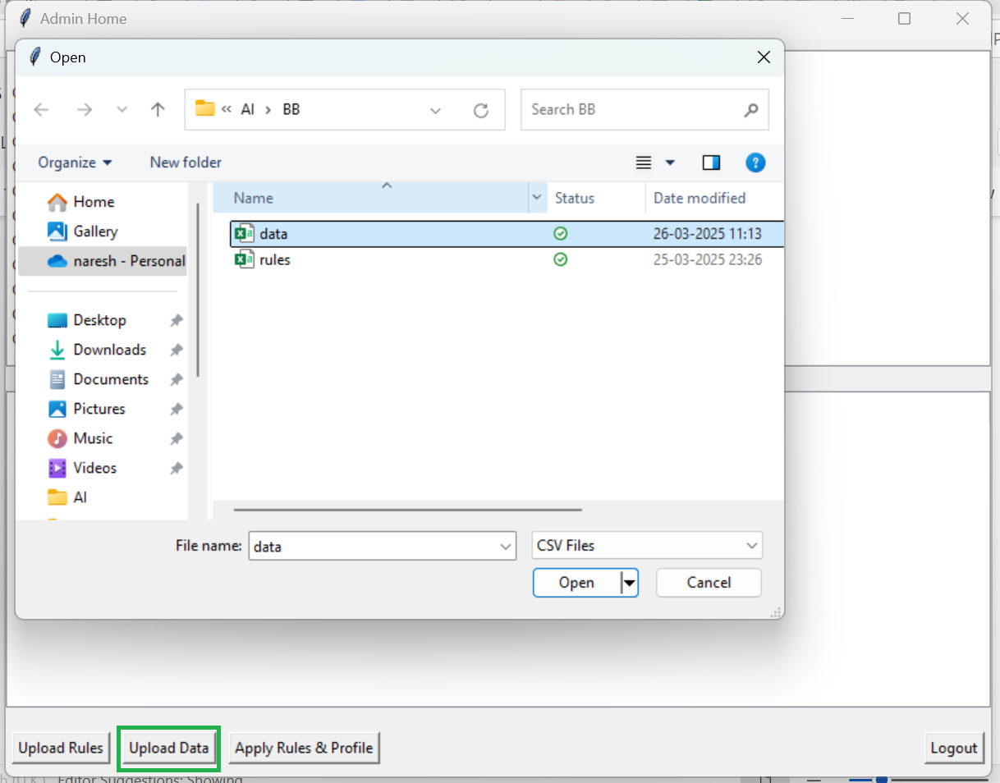 Admin Home
Open
« AI > BB
Search BB
Organize
New folder
Name
Status
Date modified
Home
Gallery
naresh - Personal
data
26-03-2025 11:13
rules
25-03-2025 23:26
Desktop
Downloads
Documents
Pictures
Music
Videos
AI
File name:
data
CSV Files
Open
Cancel
Upload Rules
Upload Data
Apply Rules & Profile
Logout
Editor Suggestions: Showing